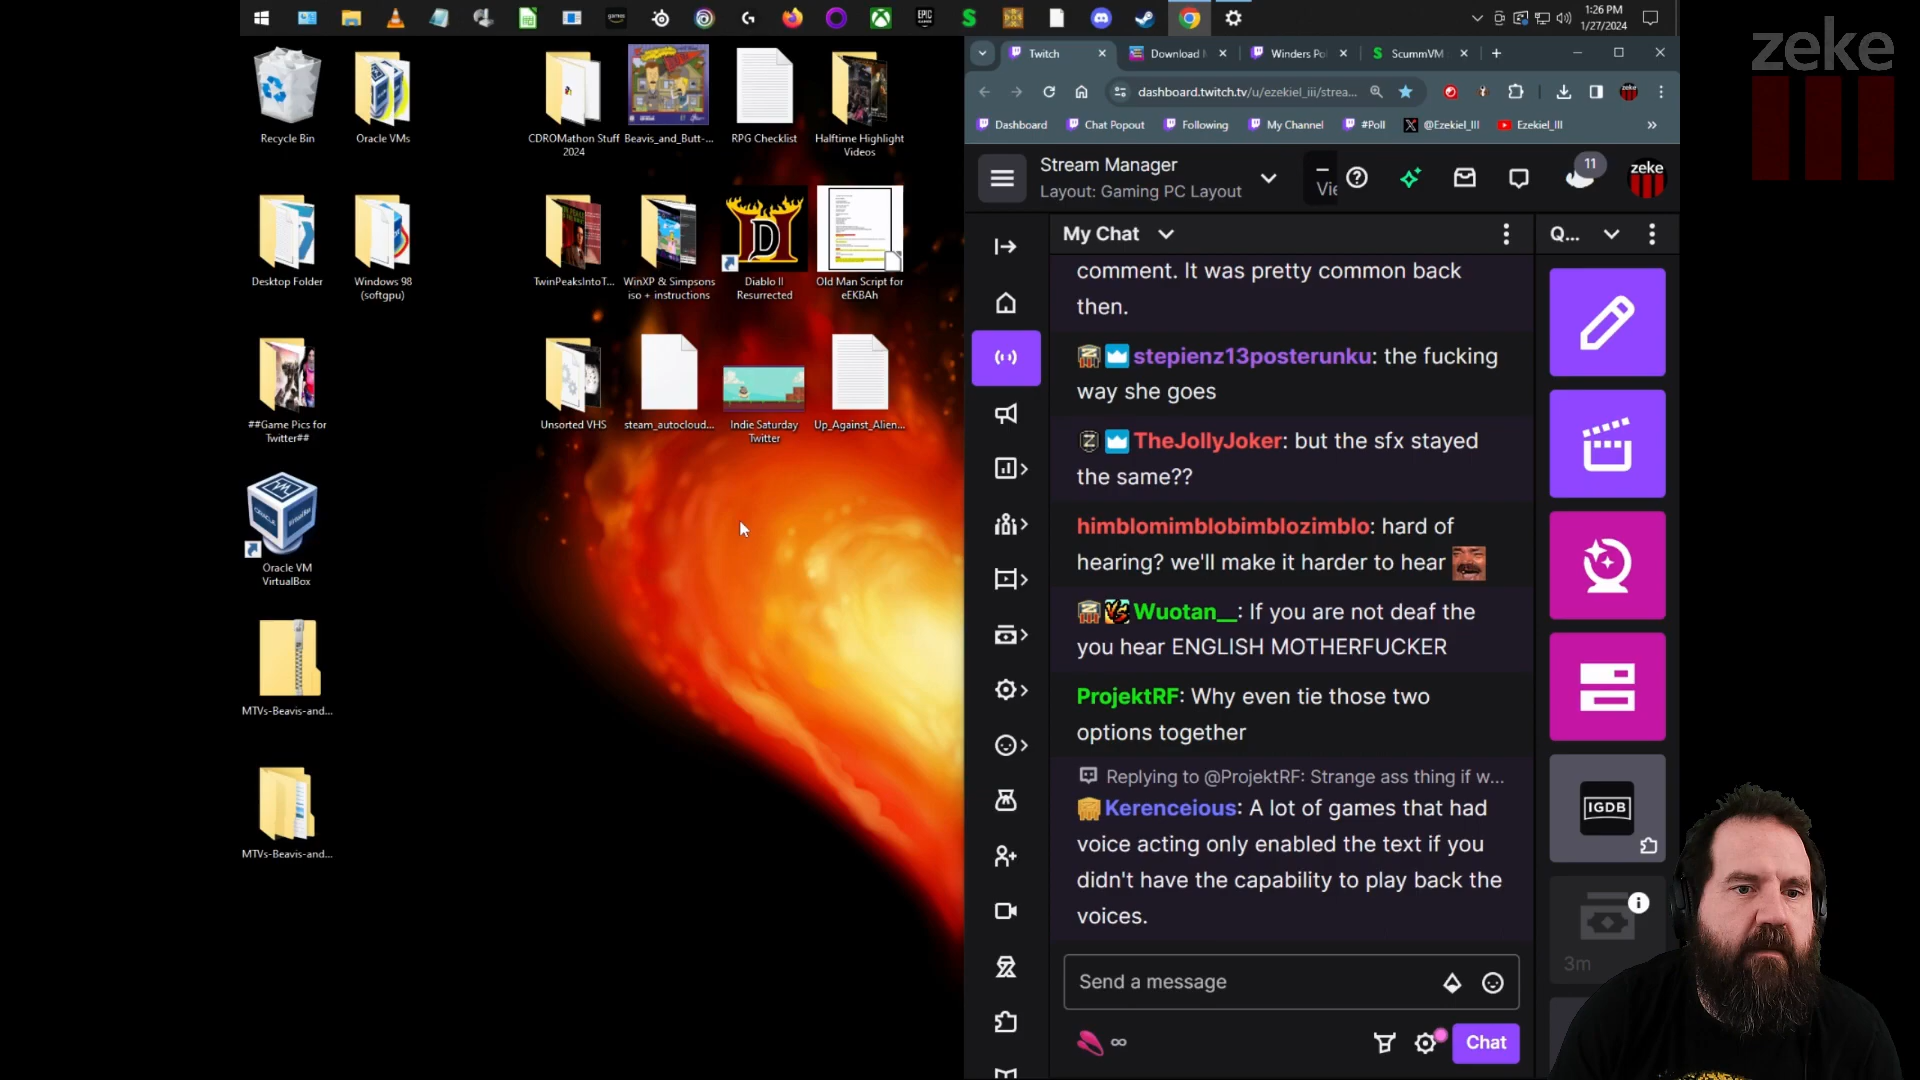 1:26 PM
1/27/2024
zeke
Recycle Bin
Oracle VMs
CDROMathon Stuff
2024
Beavis_and_Butt-...
RPG Checklist
Halftime Highlight
Videos
Desktop Folder
Windows 98
(softgpu)
TwinPeaksIntoT...
WinXP & Simpsons
iso + instructions
Diablo II
Resurrected
Old Man Script for
eEKBAh
##Game Pics for
Twitter##
Unsorted VHS
steam_autocloud...
Indie Saturday
Twitter
Up_Against_Alien...
Oracle VM
VirtualBox
MTVs-Beavis-and...
MTVs-Beavis-and...
Twitch
Download
Winders Po
ScummVM
dashboard.twitch.tv/u/ezekiel_iii/strea...
Dashboard
Chat Popout
Following
My Channel
#Poll
@Ezekiel_III
Ezekiel_III
Stream Manager
Layout: Gaming PC Layout
Vie
11
zeke
My Chat
Q...
comment. It was pretty common back
then.
stepienz13posterunku: the fucking
way she goes
TheJollyJoker: but the sfx stayed
the same??
himblomimblobimblozimblo: hard of
hearing? we'll make it harder to hear
Wuotan__: If you are not deaf the
you hear ENGLISH MOTHERFUCKER
ProjektRF: Why even tie those two
options together
Replying to @ProjektRF: Strange ass thing if w...
Kerenceious: A lot of games that had
voice acting only enabled the text if you
didn't have the capability to play back the
voices.
IGDB
3m
Send a message
Chat